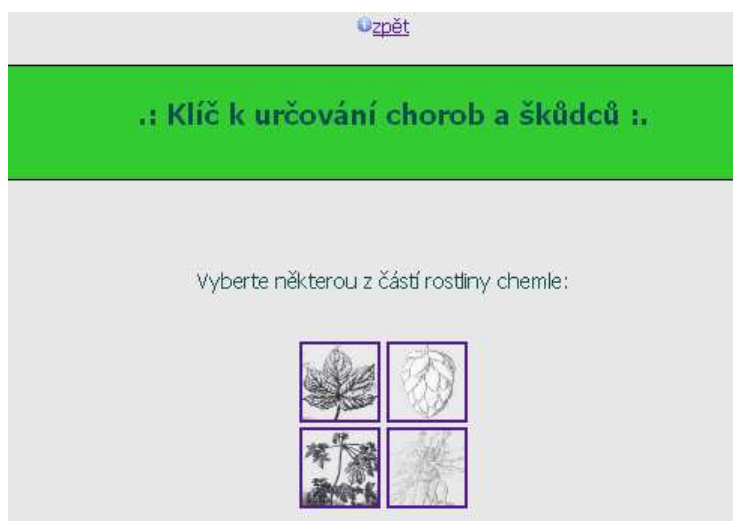 zpět
.: Klíč k určování chorob a škůdců :.
Vyberte některou z částí rostliny chemle: